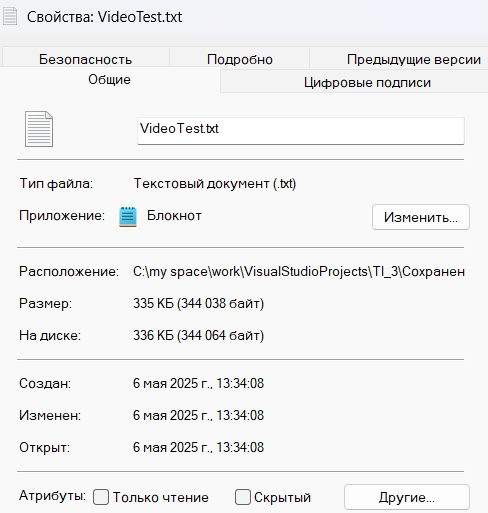 Свойства: VideoTest.txt
Безопасность Подробно Предыдущие версии
Общие Цифровые подписи
VideoTest.txt
Тип файла: Текстовый документ (.txt)
Приложение: Блокнот Изменить...
Расположение: C:\my space\work\VisualStudioProjects\TI_3\Сохранен
Размер: 335 КБ (344 038 байт)
На диске: 336 КБ (344 064 байт)
Создан: 6 мая 2025 г., 13:34:08
Изменен: 6 мая 2025 г., 13:34:08
Открыт: 6 мая 2025 г., 13:34:08
Атрибуты: Только чтение Скрытый Другие...